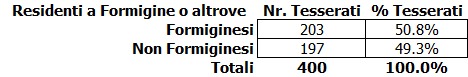 Residenti a Formigine o altrove Nr. Tesserati % Tesserati
Formiginesi 203 50.8%
Non Formiginesi 197 49.3%
Totali 400 100.0%